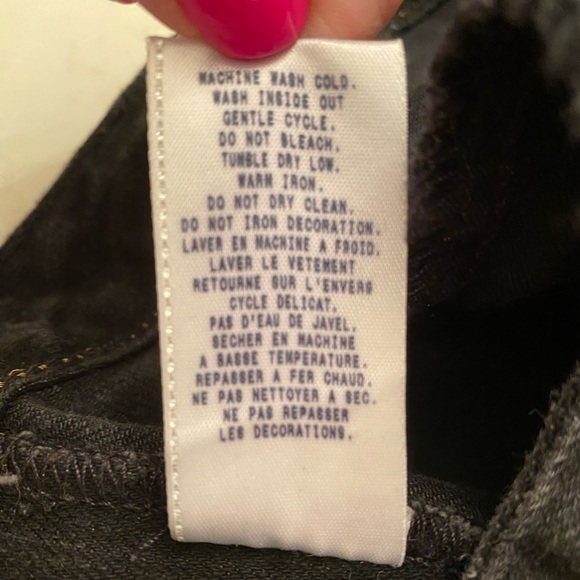 MACHINE WASH COLD.
WASH INSIDE OUT
GENTLE CYCLE.
DO NOT BLEACH.
TUMBLE DRY LOW.
WARM IRON.
DO NOT DRY CLEAN.
DO NOT IRON DECORATION.
LAVER EN MACHINE A FROID.
LAVER LE VETEMENT
RETOURNE SUR L'ENVERS
CYCLE DELICAT.
PAS D'EAU DE JAVEL.
SECHER EN MACHINE
A BASSE TEMPERATURE.
REPASSER A FER CHAUD.
NE PAS NETTOYER A SEC.
NE PAS REPASSER
LES DECORATIONS.